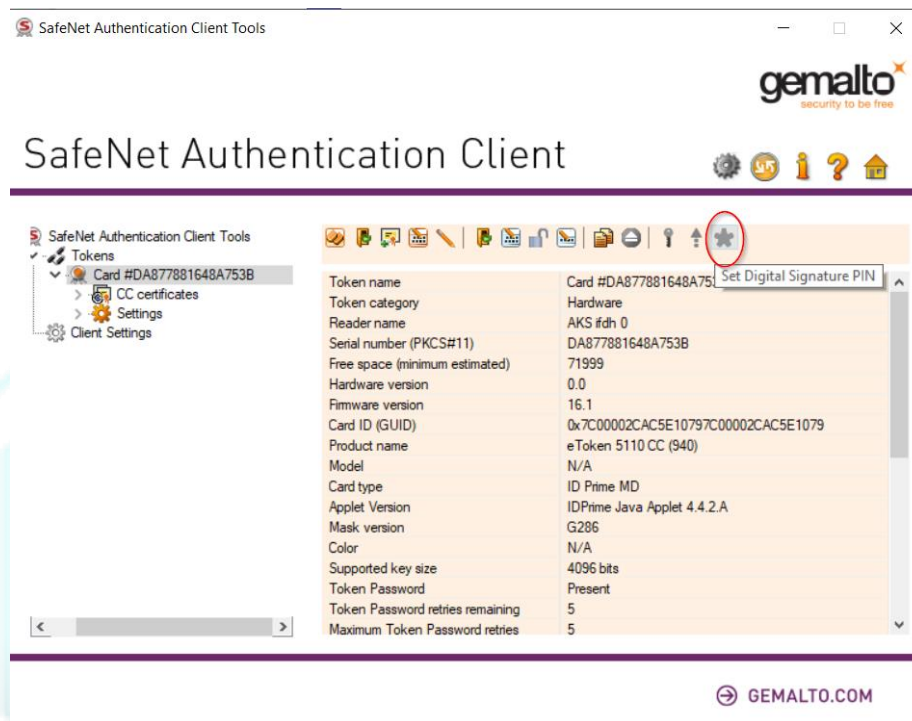 SafeNet Authentication Client Tools
gemalto
security to be free
SafeNet Authentication Client
SafeNet Authentication Client Tools
Tokens
Card #DA877881648A753B
CC certificates
Settings
Client Settings
Set Digital Signature PIN
Token name Card #DA877881648A75
Token category Hardware
Reader name AKS ifdh 0
Serial number (PKCS#11) DA877881648A753B
Free space (minimum estimated) 71999
Hardware version 0.0
Firmware version 16.1
Card ID (GUID) 0x7C00002CAC5E10797C00002CAC5E1079
Product name eToken 5110 CC (940)
Model N/A
Card type ID Prime MD
Applet Version IDPrime Java Applet 4.4.2.A
Mask version G286
Color N/A
Supported key size 4096 bits
Token Password Present
Token Password retries remaining 5
Maximum Token Password retries 5
GEMALTO.COM